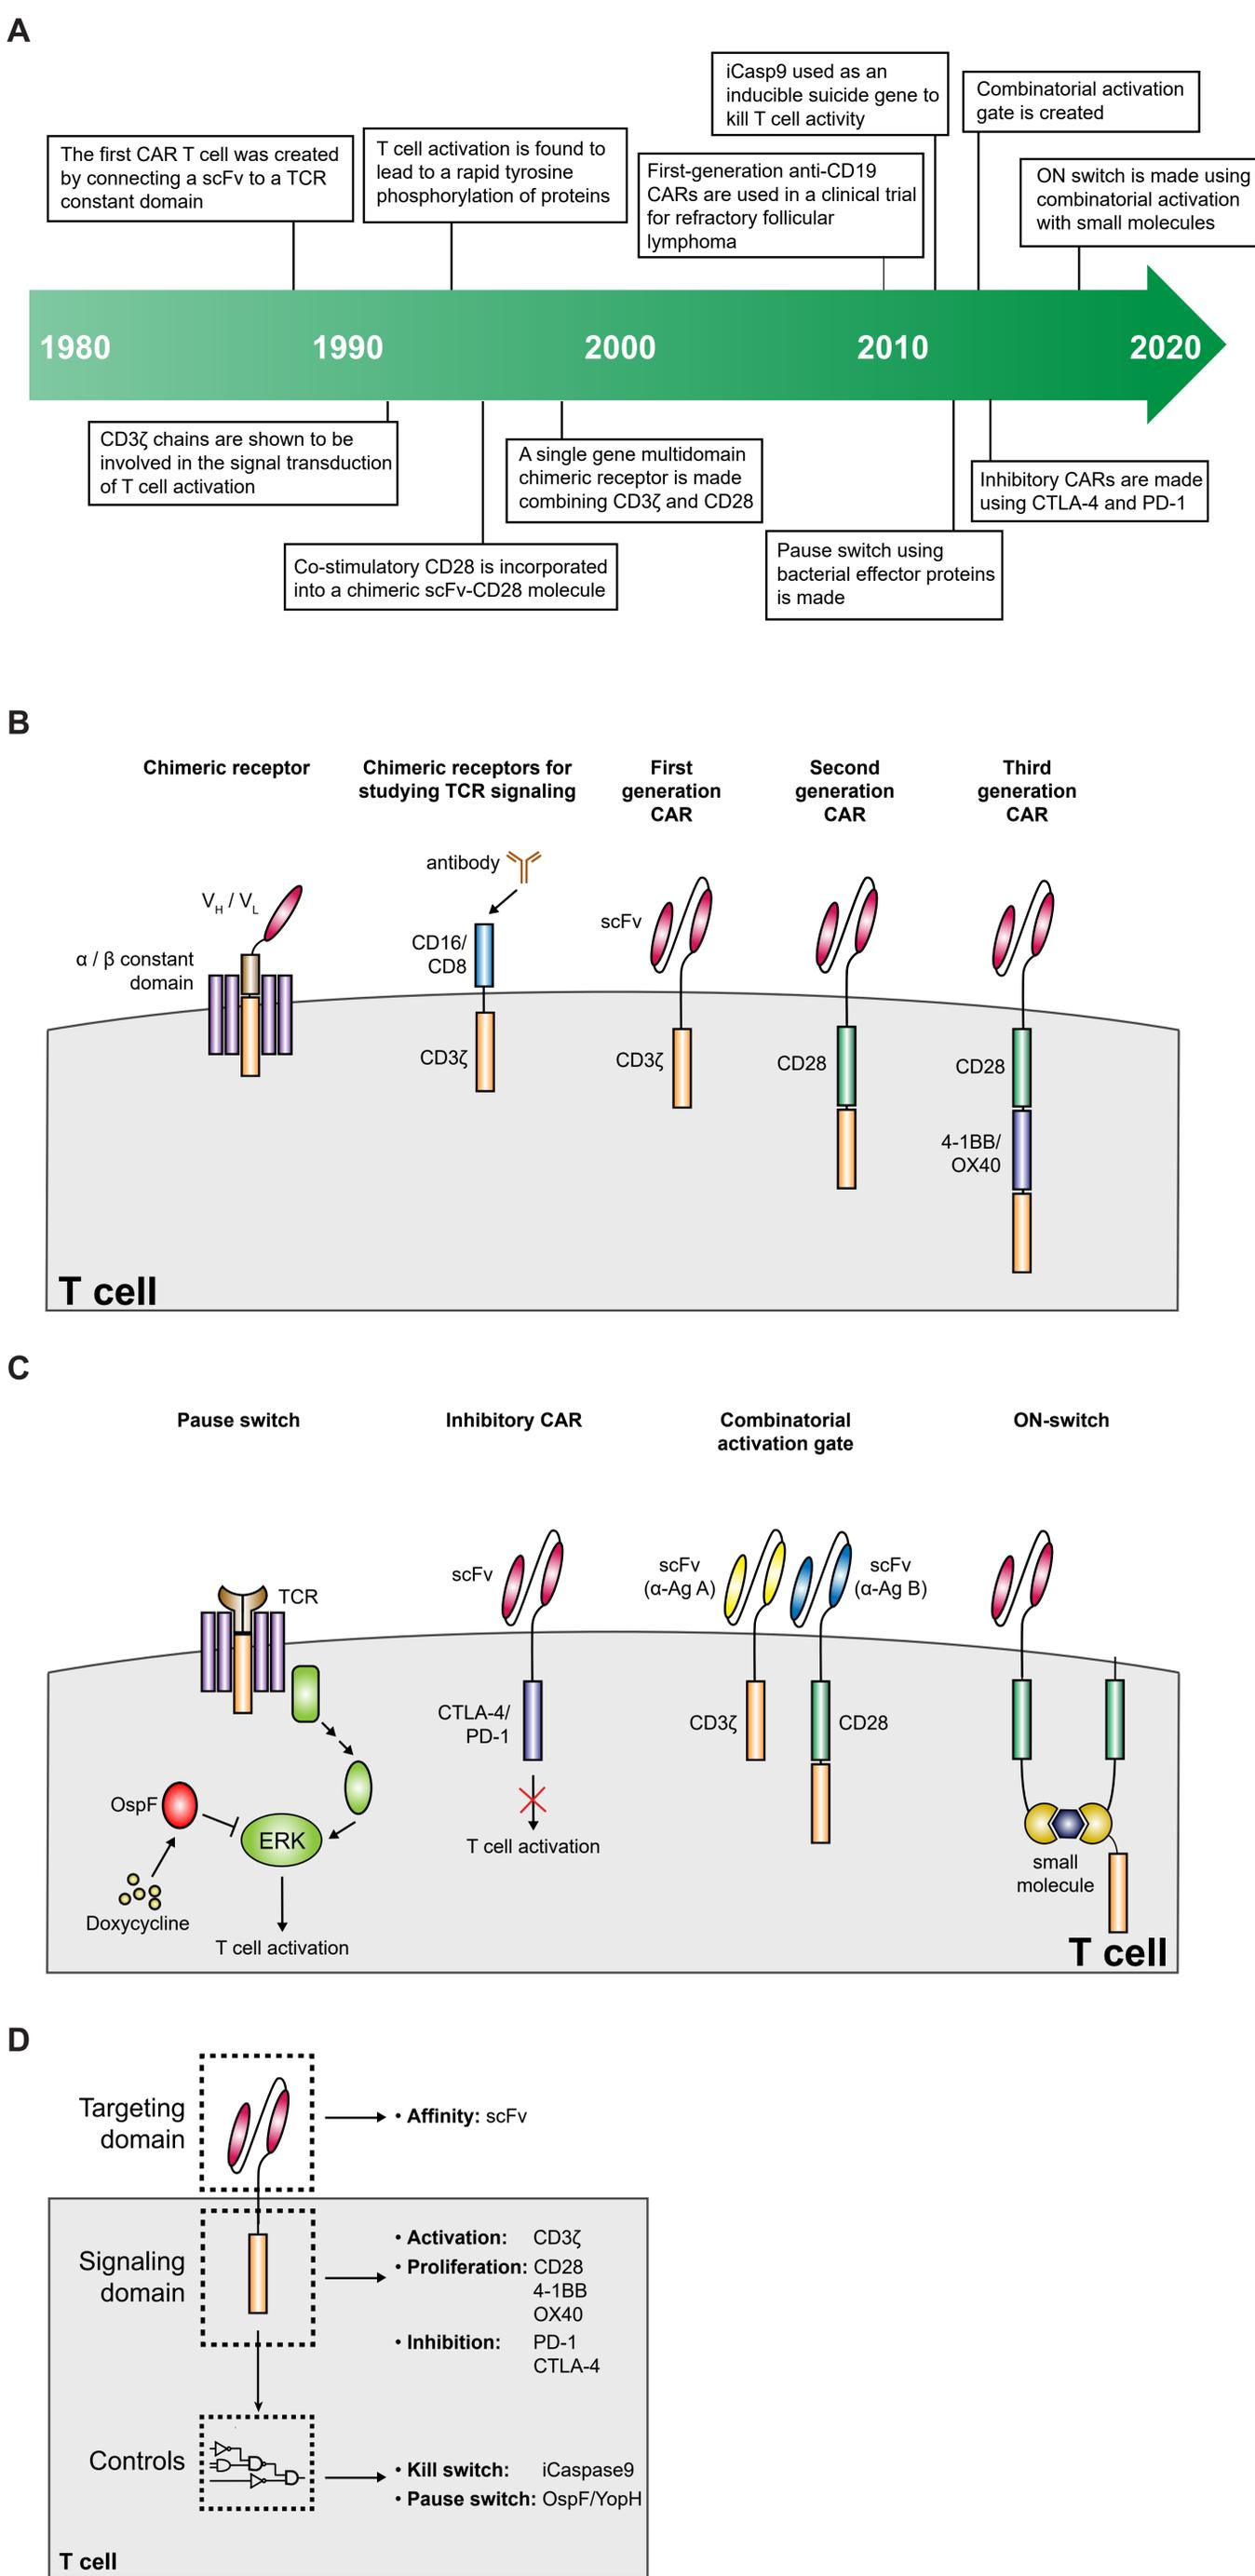 A
The first CAR T cell was created
by connecting a scFv to a TCR
constant domain
T cell activation is found to
lead to a rapid tyrosine
phosphorylation of proteins
iCasp9 used as an
inducible suicide gene to
kill T cell activity
First-generation anti-CD19
CARs are used in a clinical trial
for refractory follicular
lymphoma
Combinatorial activation
gate is created
ON switch is made using
combinatorial activation
with small molecules
1980 1990 2000 2010 2020
CD3ζ chains are shown to be
involved in the signal transduction
of T cell activation
Co-stimulatory CD28 is incorporated
into a chimeric scFv-CD28 molecule
A single gene multidomain
chimeric receptor is made
combining CD3ζ and CD28
Pause switch using
bacterial effector proteins
is made
Inhibitory CARs are made
using CTLA-4 and PD-1
B
Chimeric receptor
Chimeric receptors for
studying TCR signaling
First
generation
CAR
Second
generation
CAR
Third
generation
CAR
VH / VL
α / β constant
domain
antibody
CD16/
CD8
CD3ζ
scFv
CD3ζ
CD28
CD28
4-1BB/
OX40
T cell
C
Pause switch
Inhibitory CAR
Combinatorial
activation gate
ON-switch
TCR
OspF
ERK
Doxycycline
T cell activation
scFv
CTLA-4/
PD-1
T cell activation
scFv
(α-Ag A)
scFv
(α-Ag B)
CD3ζ
CD28
small
molecule
T cell
D
Targeting
domain
• Affinity: scFv
Signaling
domain
• Activation: CD3ζ
• Proliferation: CD28
4-1BB
OX40
• Inhibition: PD-1
CTLA-4
Controls
• Kill switch: iCaspase9
• Pause switch: OspF/YopH
T cell